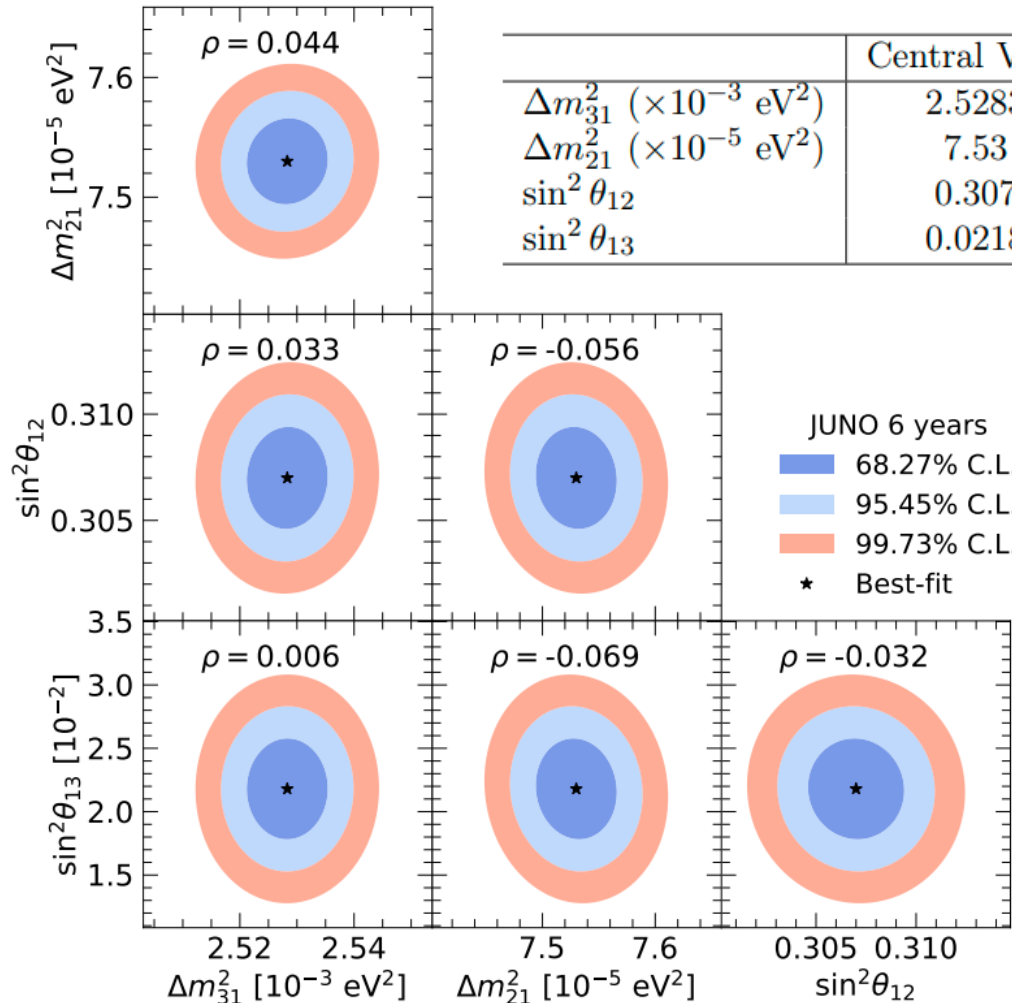 ρ = 0.044
Δm²₂₁ [10⁻⁵ eV²]
7.6
7.5
Central V
Δm²₃₁ (×10⁻³ eV²) 2.5283
Δm²₂₁ (×10⁻⁵ eV²) 7.53
sin² θ₁₂ 0.307
sin² θ₁₃ 0.0218
ρ = 0.033
ρ = -0.056
sin²θ₁₂
0.310
0.305
JUNO 6 years
68.27% C.L.
95.45% C.L.
99.73% C.L.
Best-fit
ρ = 0.006
ρ = -0.069
ρ = -0.032
sin²θ₁₃ [10⁻²]
3.5
3.0
2.5
2.0
1.5
2.52 2.54
7.5 7.6
0.305 0.310
Δm²₃₁ [10⁻³ eV²]
Δm²₂₁ [10⁻⁵ eV²]
sin²θ₁₂